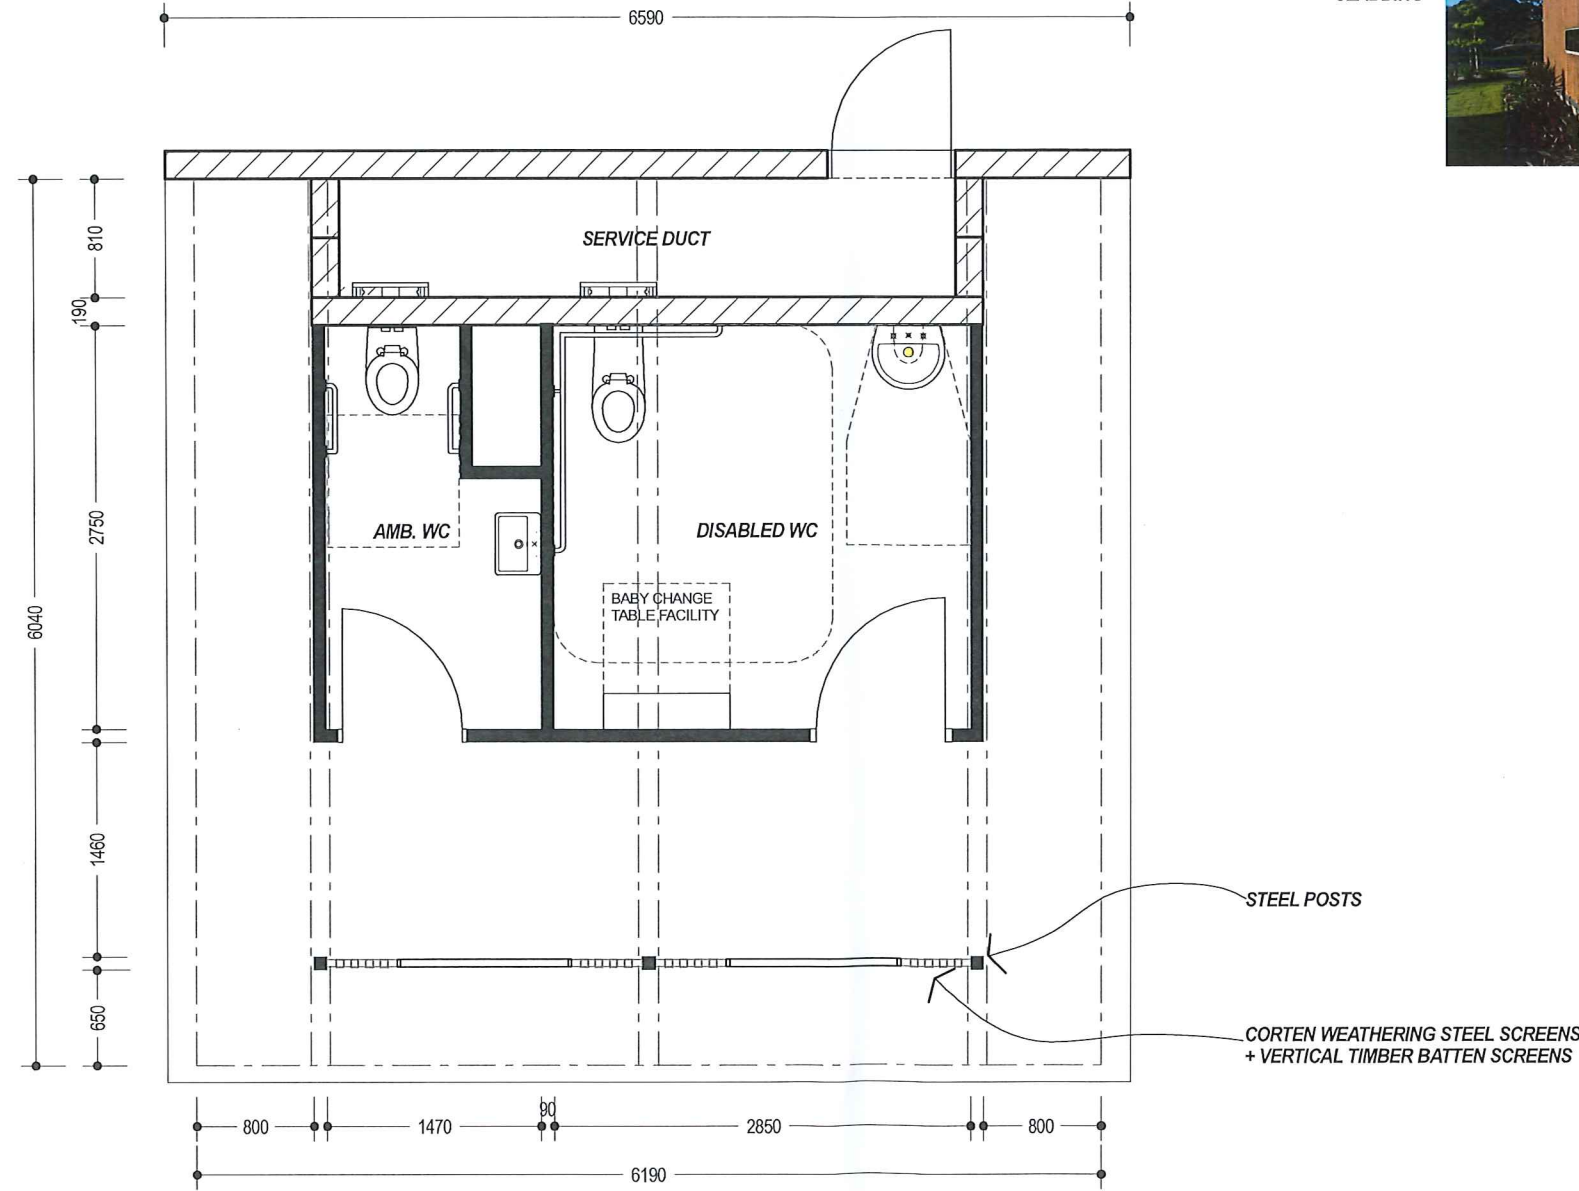 6590
SERVICE DUCT
810
190
2750
6040
AMB. WC
DISABLED WC
BABY CHANGE
TABLE FACILITY
1460
STEEL POSTS
650
CORTEN WEATHERING STEEL SCREENS
+ VERTICAL TIMBER BATTEN SCREENS
800
1470
90
2850
800
6190